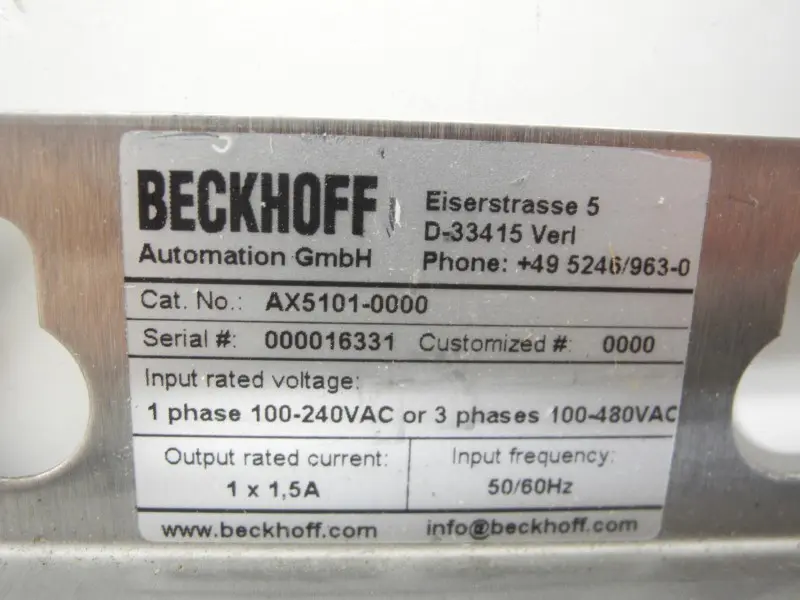 BECKHOFF
Automation GmbH
Eiserstrasse 5
D-33415 Verl
Phone: +49 5246/963-0
Cat. No.: AX5101-0000
Serial #: 000016331 Customized #: 0000
Input rated voltage:
1 phase 100-240VAC or 3 phases 100-480VAC
Output rated current:
1 x 1,5A
Input frequency:
50/60Hz
www.beckhoff.com info@beckhoff.com